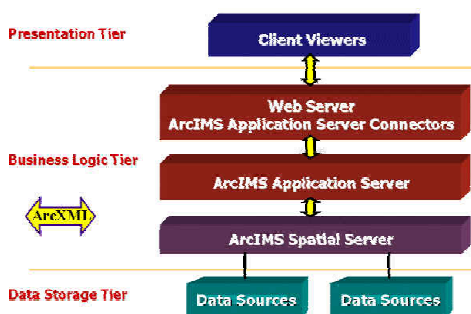 Presentation Tier
Client Viewers
Web Server
ArcIMS Application Server Connectors
Business Logic Tier
ArcIMS Application Server
ArcXML
ArcIMS Spatial Server
Data Storage Tier
Data Sources
Data Sources